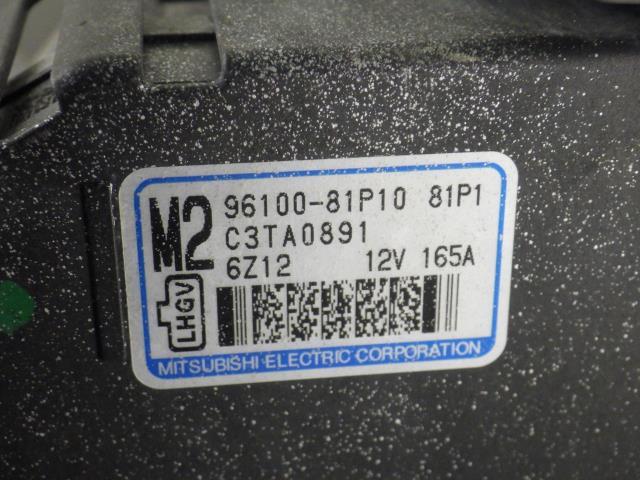 M2 96100-81P10 81P1
C3TA0891
6Z12 12V 165A
LHGV
MITSUBISHI ELECTRIC CORPORATION